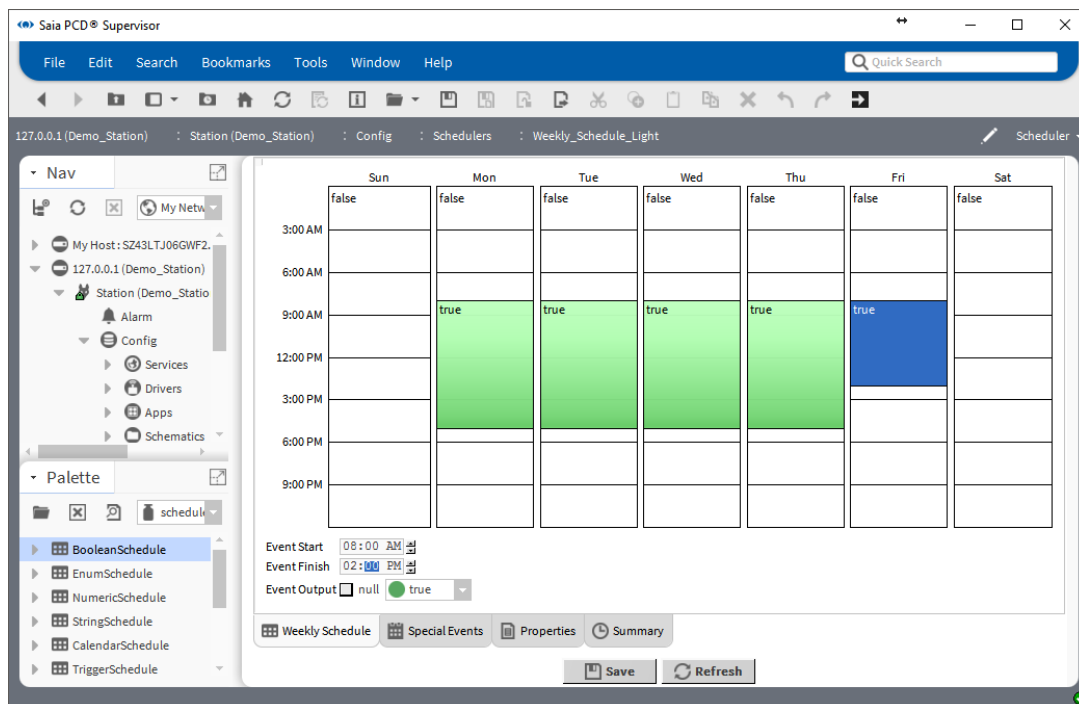 Saia PCD® Supervisor
File Edit Search Bookmarks Tools Window Help
Quick Search
127.0.0.1 (Demo_Station) : Station (Demo_Station) : Config : Schedulers : Weekly_Schedule_Light
Scheduler
Nav
My Netw
My Host : SZ43LTJ06GWF2.
127.0.0.1 (Demo_Station)
Station (Demo_Statio
Alarm
Config
Services
Drivers
Apps
Schematics
Palette
schedule
BooleanSchedule
EnumSchedule
NumericSchedule
StringSchedule
CalendarSchedule
TriggerSchedule
Sun Mon Tue Wed Thu Fri Sat
false false false false false false false
3:00 AM
6:00 AM
true true true true true
9:00 AM
12:00 PM
3:00 PM
6:00 PM
9:00 PM
Event Start 08:00 AM
Event Finish 02:00 PM
Event Output null true
Weekly Schedule Special Events Properties Summary
Save Refresh